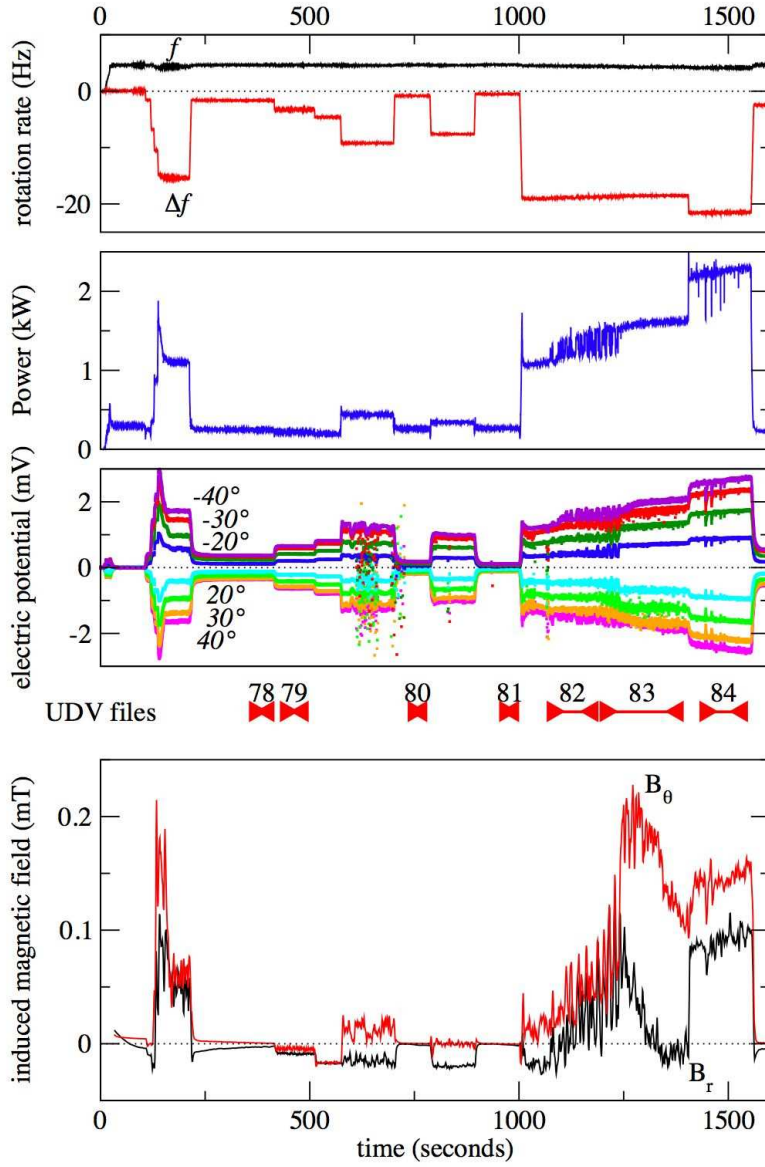 0 500 1000 1500
rotation rate (Hz)
0
-20
f
Δf
Power (kW)
2
1
0
electric potential (mV)
2
0
-2
-40°
-30°
-20°
20°
30°
40°
UDV files
78 79 80 81 82 83 84
induced magnetic field (mT)
0.2
0.1
0
Bθ
Br
0 500 1000 1500
time (seconds)